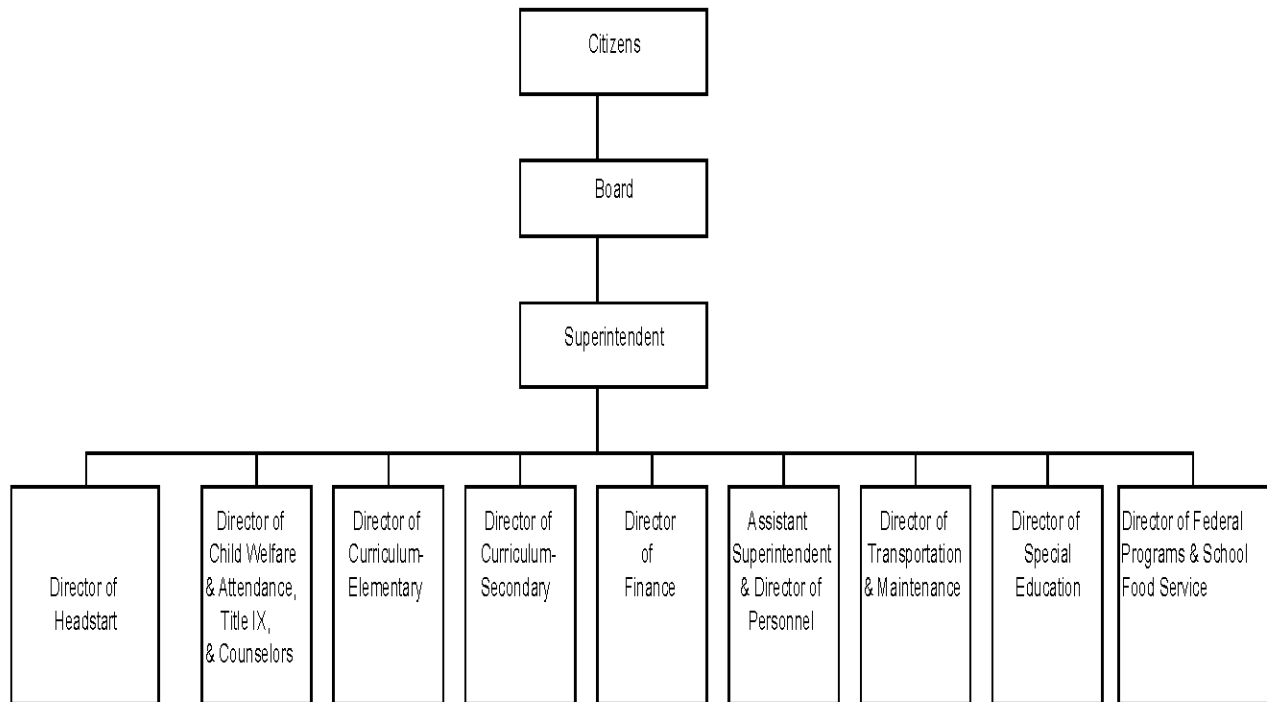 Citizens
Board
Superintendent
Director of
Headstart
Director of
Child Welfare
& Attendance,
Title IX,
& Counselors
Director of
Curriculum-
Elementary
Director of
Curriculum-
Secondary
Director
of
Finance
Assistant
Superintendent
& Director of
Personnel
Director of
Transportation
& Maintenance
Director of
Special
Education
Director of Federal
Programs & School
Food Service